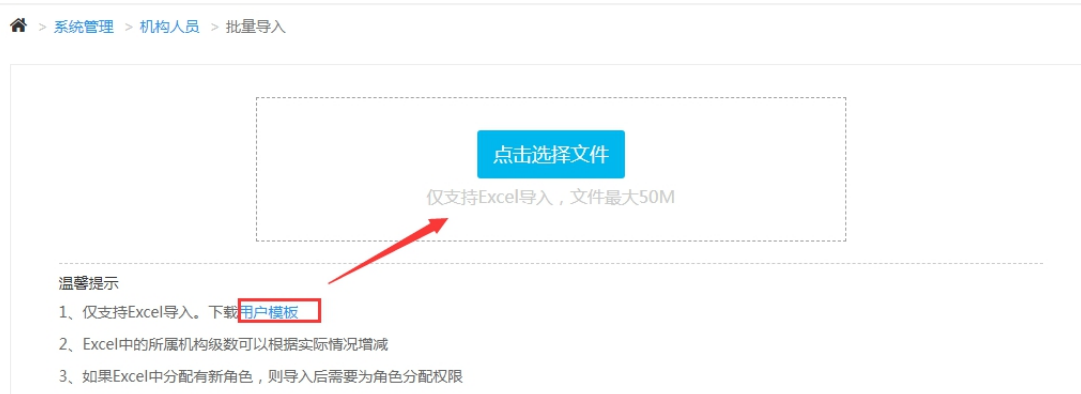 > 系统管理 > 机构人员 > 批量导入
点击选择文件
仅支持Excel导入，文件最大50M
温馨提示
1、仅支持Excel导入。下载用户模板
2、Excel中的所属机构级数可以根据实际情况增减
3、如果Excel中分配有新角色，则导入后需要为角色分配权限